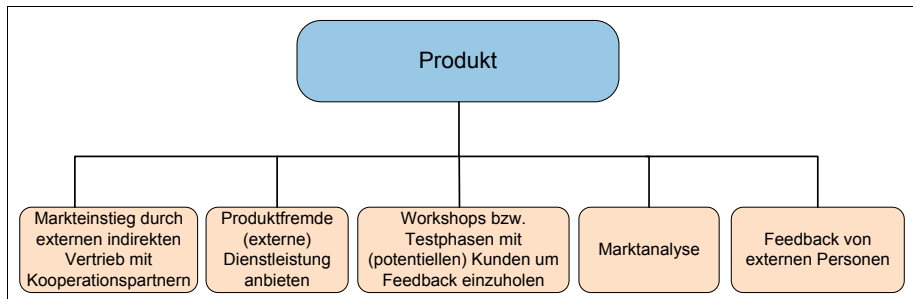 Produkt
Markteinstieg durch
externen indirekten
Vertrieb mit
Kooperationspartnern
Produktfremde
(externe)
Dienstleistung
anbieten
Workshops bzw.
Testphasen mit
(potentiellen) Kunden um
Feedback einzuholen
Marktanalyse
Feedback von
externen Personen